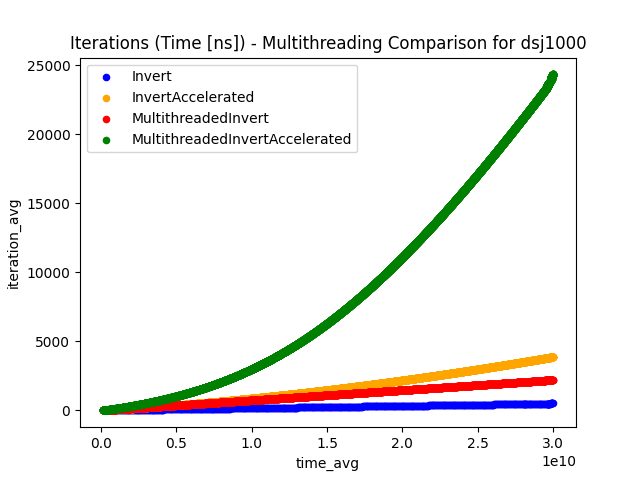 Iterations (Time [ns]) - Multithreading Comparison for dsj1000
Invert
InvertAccelerated
MultithreadedInvert
MultithreadedInvertAccelerated
iteration_avg
25000
20000
15000
10000
5000
0
0.0 0.5 1.0 1.5 2.0 2.5 3.0
1e10
time_avg